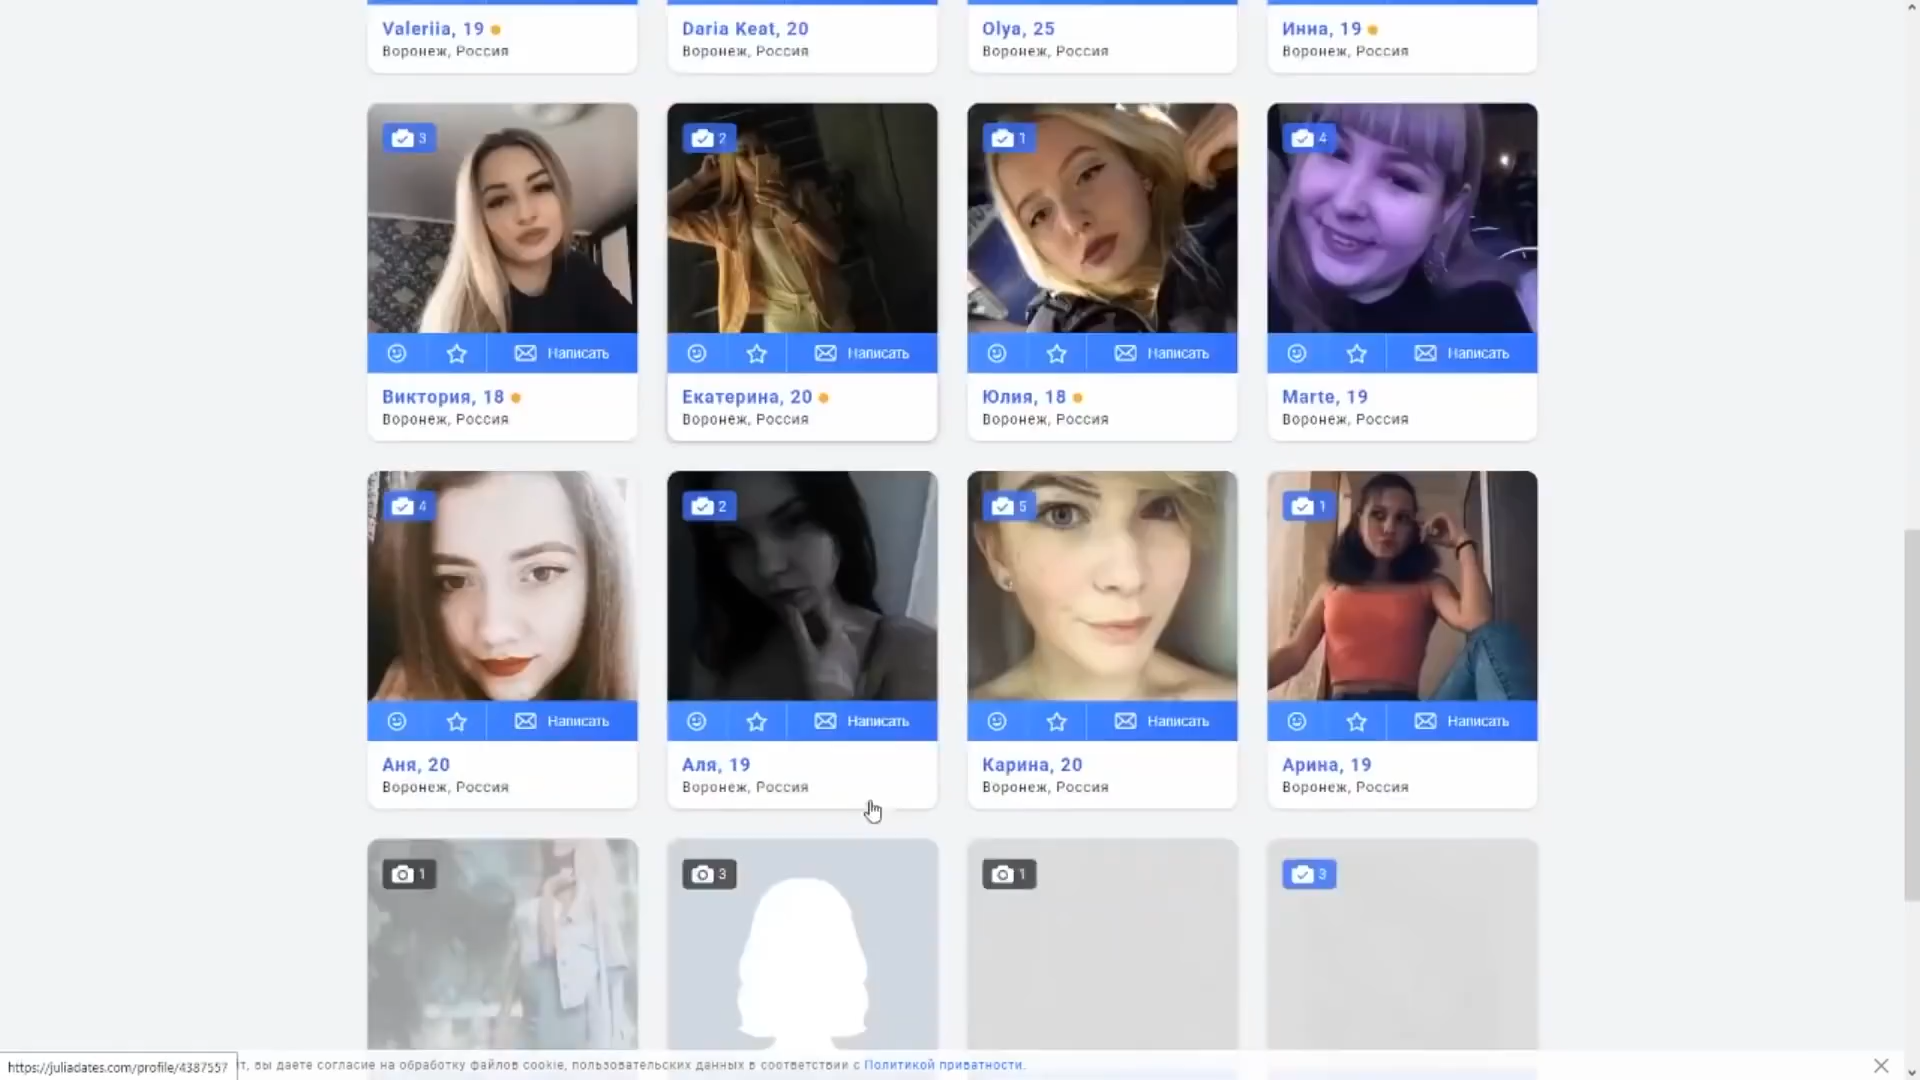 Valeriia, 19
Воронеж, Россия
Daria Keat, 20
Воронеж, Россия
Olya, 25
Воронеж, Россия
Инна, 19
Воронеж, Россия
3
2
1
4
Написать
Написать
Написать
Написать
Виктория, 18
Воронеж, Россия
Екатерина, 20
Воронеж, Россия
Юлия, 18
Воронеж, Россия
Marte, 19
Воронеж, Россия
4
2
5
1
Написать
Написать
Написать
Написать
Аня, 20
Воронеж, Россия
Аля, 19
Воронеж, Россия
Карина, 20
Воронеж, Россия
Арина, 19
Воронеж, Россия
1
3
1
3
https://juliadates.com/profile/4387557
вы даете согласие на обработку файлов cookie, пользовательских данных в соответствии с Политикой приватности.